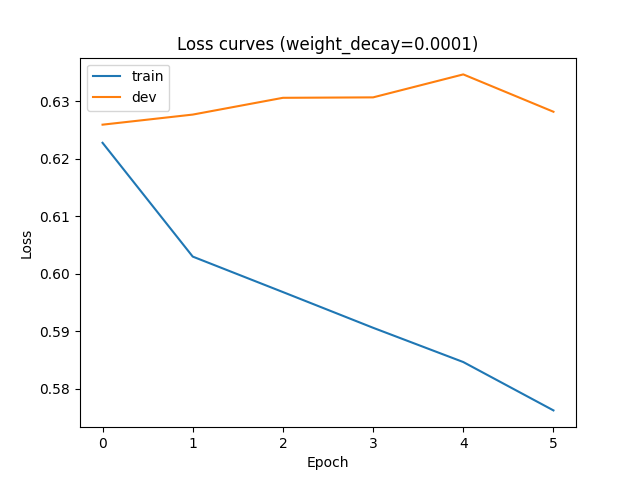 Loss curves (weight_decay=0.0001)
train
dev
0.63
0.62
0.61
0.60
0.59
0.58
Loss
0 1 2 3 4 5
Epoch